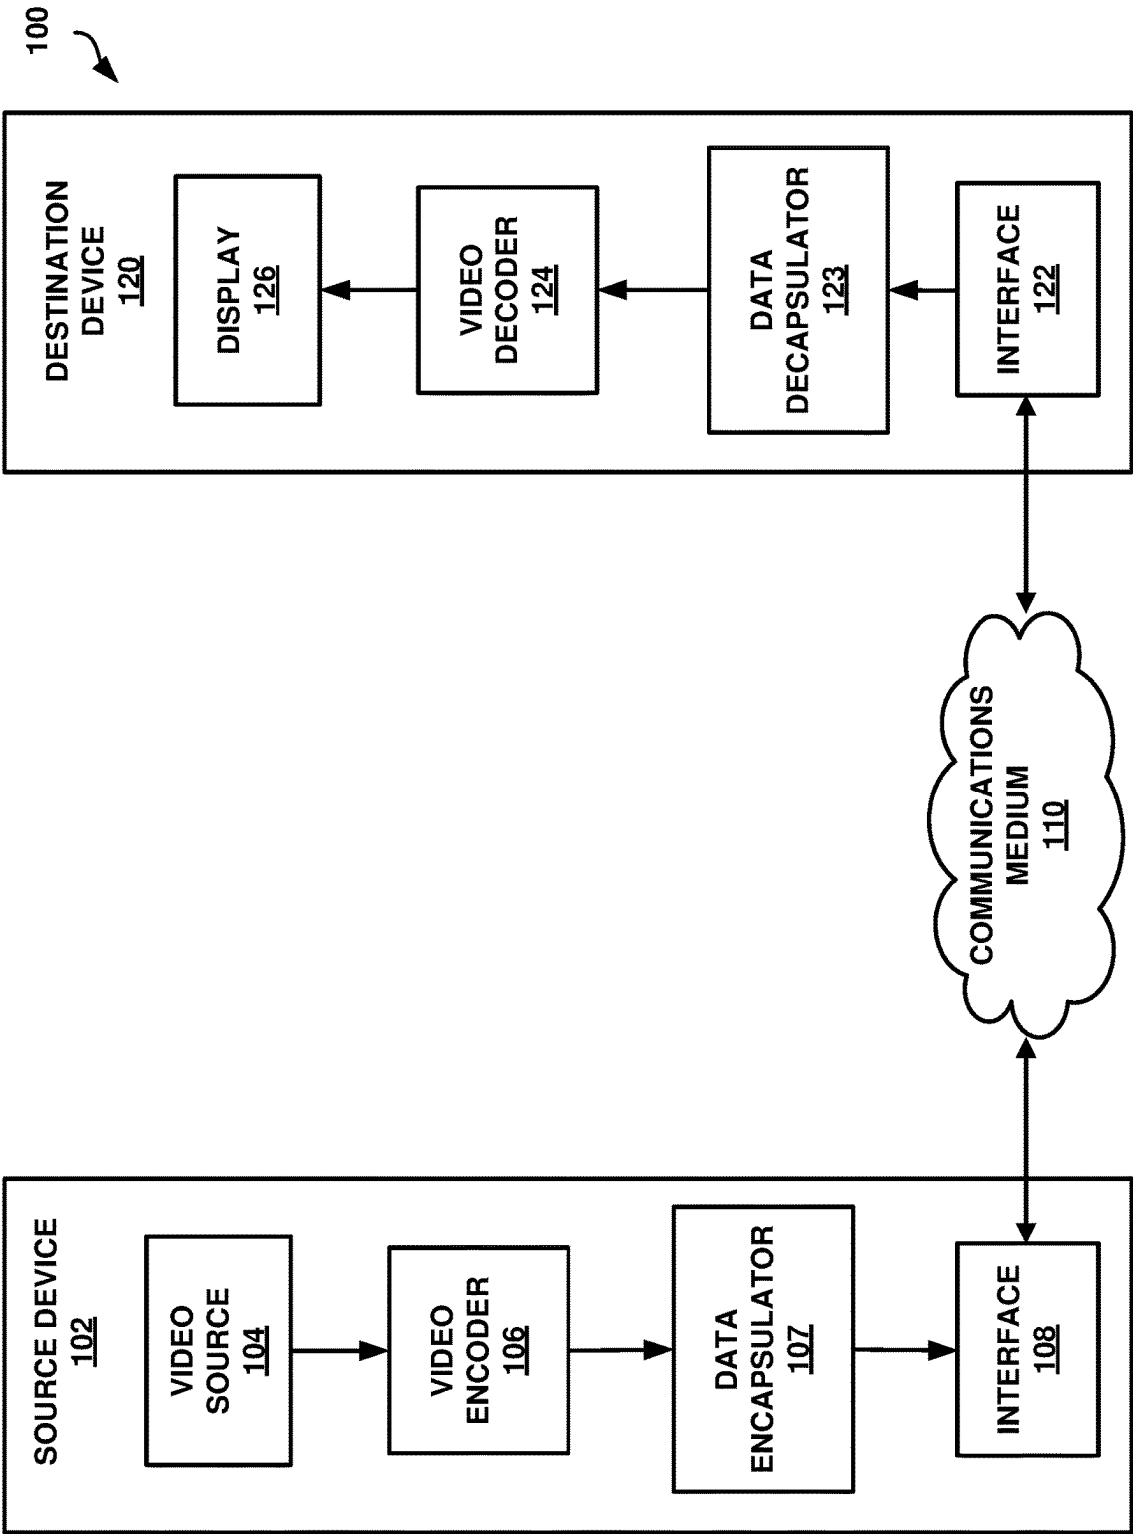 100
SOURCE DEVICE
102
VIDEO
SOURCE
104
VIDEO
ENCODER
106
DATA
ENCAPSULATOR
107
INTERFACE
108
COMMUNICATIONS
MEDIUM
110
DESTINATION
DEVICE
120
DISPLAY
126
VIDEO
DECODER
124
DATA
DECAPSULATOR
123
INTERFACE
122